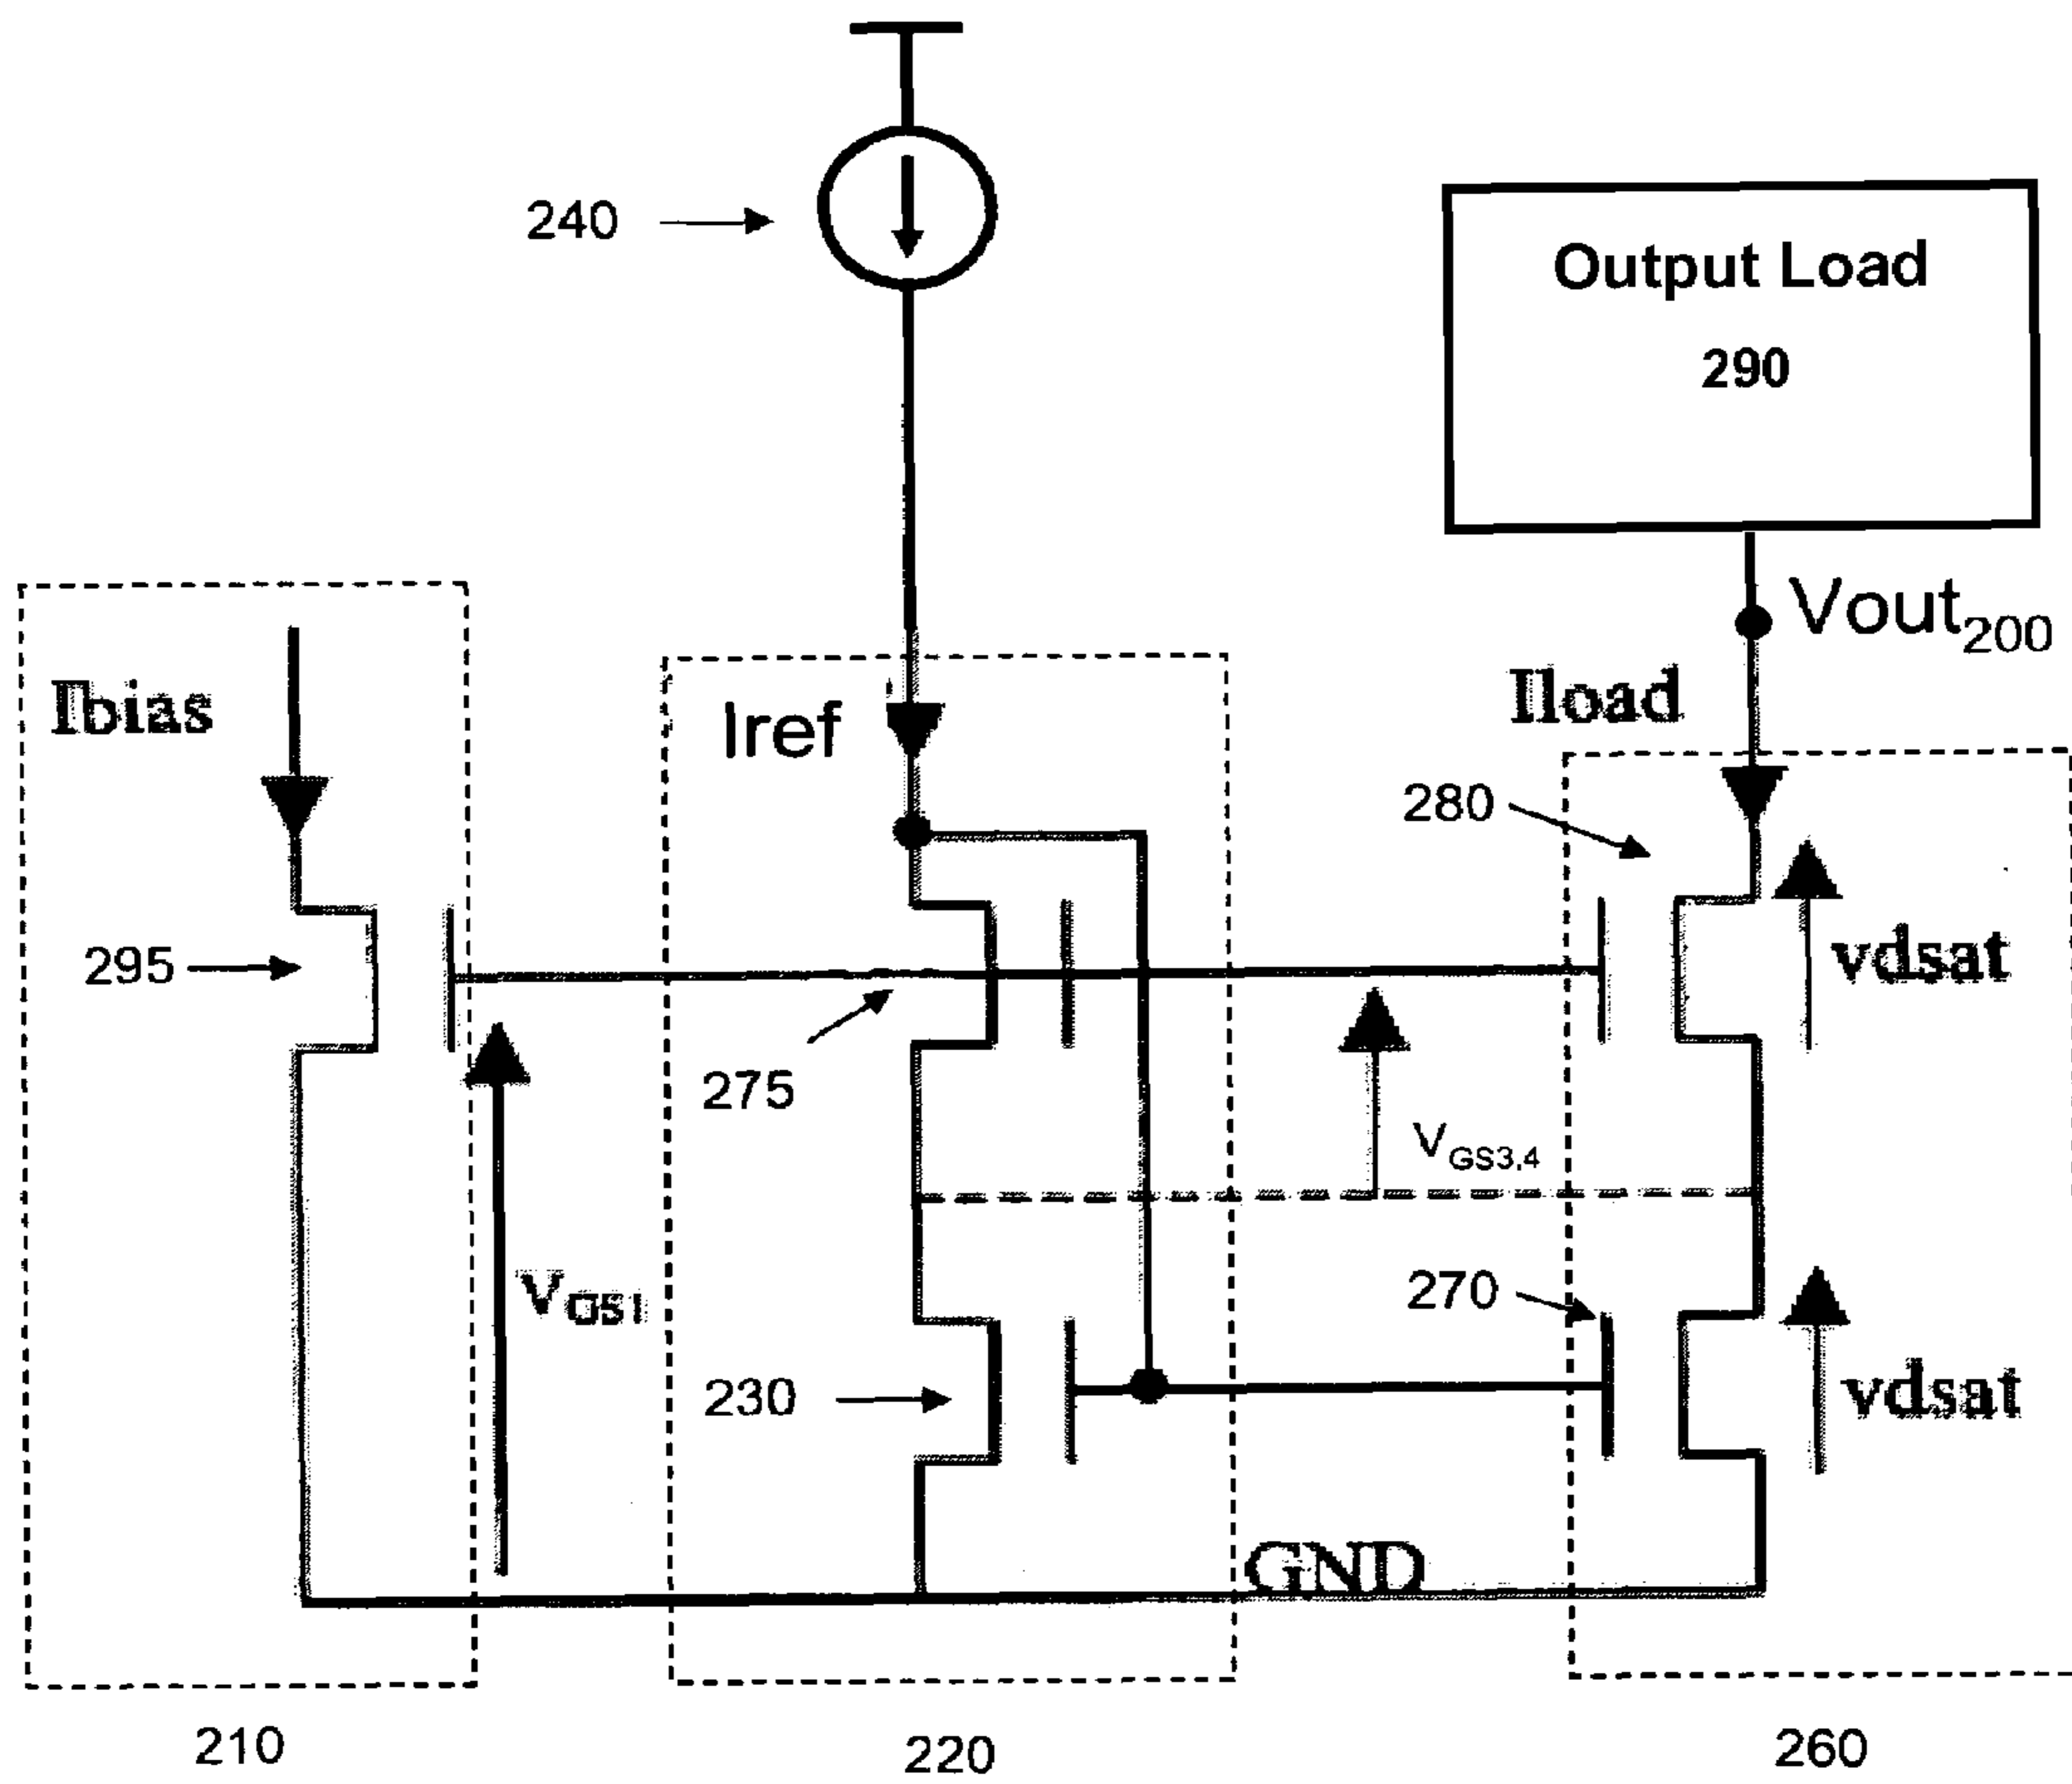 240
Output Load
290
Vout200
Ibias
Iref
Iload
280
295
vdsat
275
VGS3,4
VGS1
270
230
vdsat
GND
210
220
260